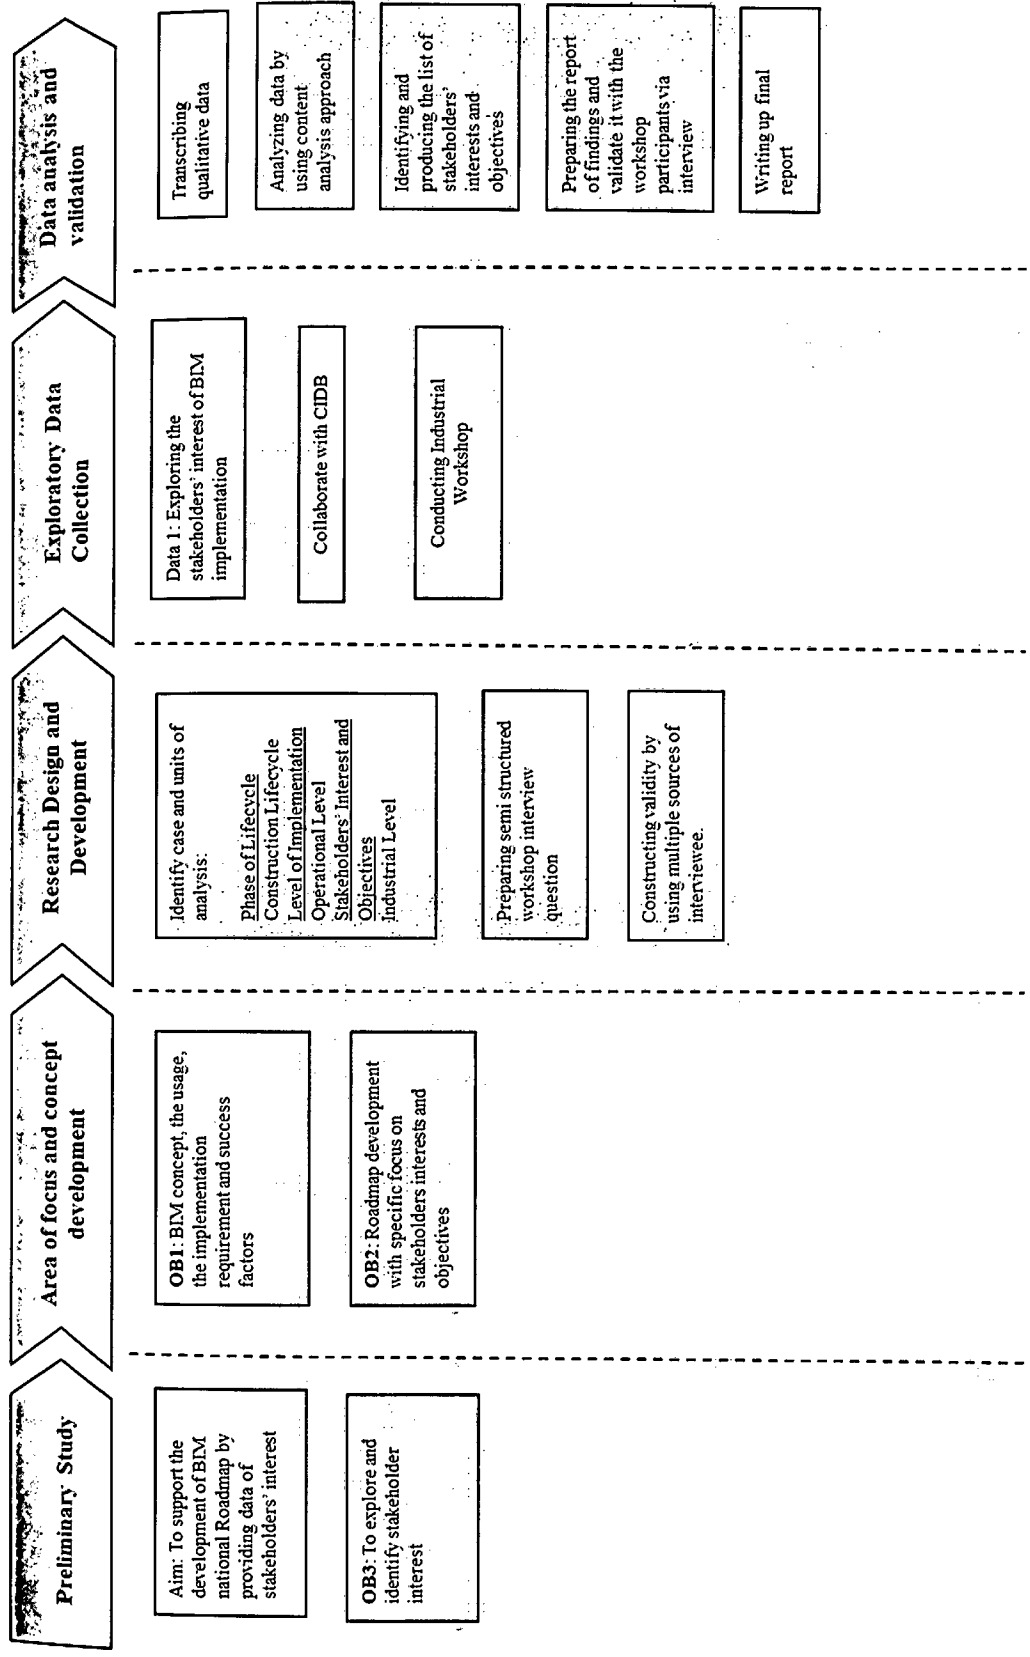 Preliminary Study
Area of focus and concept
development
Research Design and
Development
Exploratory Data
Collection
Data analysis and
validation
Aim: To support the
development of BIM
national Roadmap by
providing data of
stakeholders' interest
OB3: To explore and
identify stakeholder
interest
OB1: BIM concept, the usage,
the implementation
requirement and success
factors
OB2: Roadmap development
with specific focus on
stakeholders interests and
objectives
Identify case and units of
analysis:
Phase of Lifecycle
Construction Lifecycle
Level of Implementation
Operational Level
Stakeholders' Interest and
Objectives
Industrial Level
Preparing semi structured
workshop interview
question
Constructing validity by
using multiple sources of
interviewee.
Data 1: Exploring the
stakeholders' interest of BIM
implementation
Collaborate with CIDB
Conducting Industrial
Workshop
Transcribing
qualitative data
Analyzing data by
using content
analysis approach
Identifying and
producing the list of
stakeholders'
interests and
objectives
Preparing the report
of findings and
validate it with the
workshop
participants via
interview
Writing up final
report